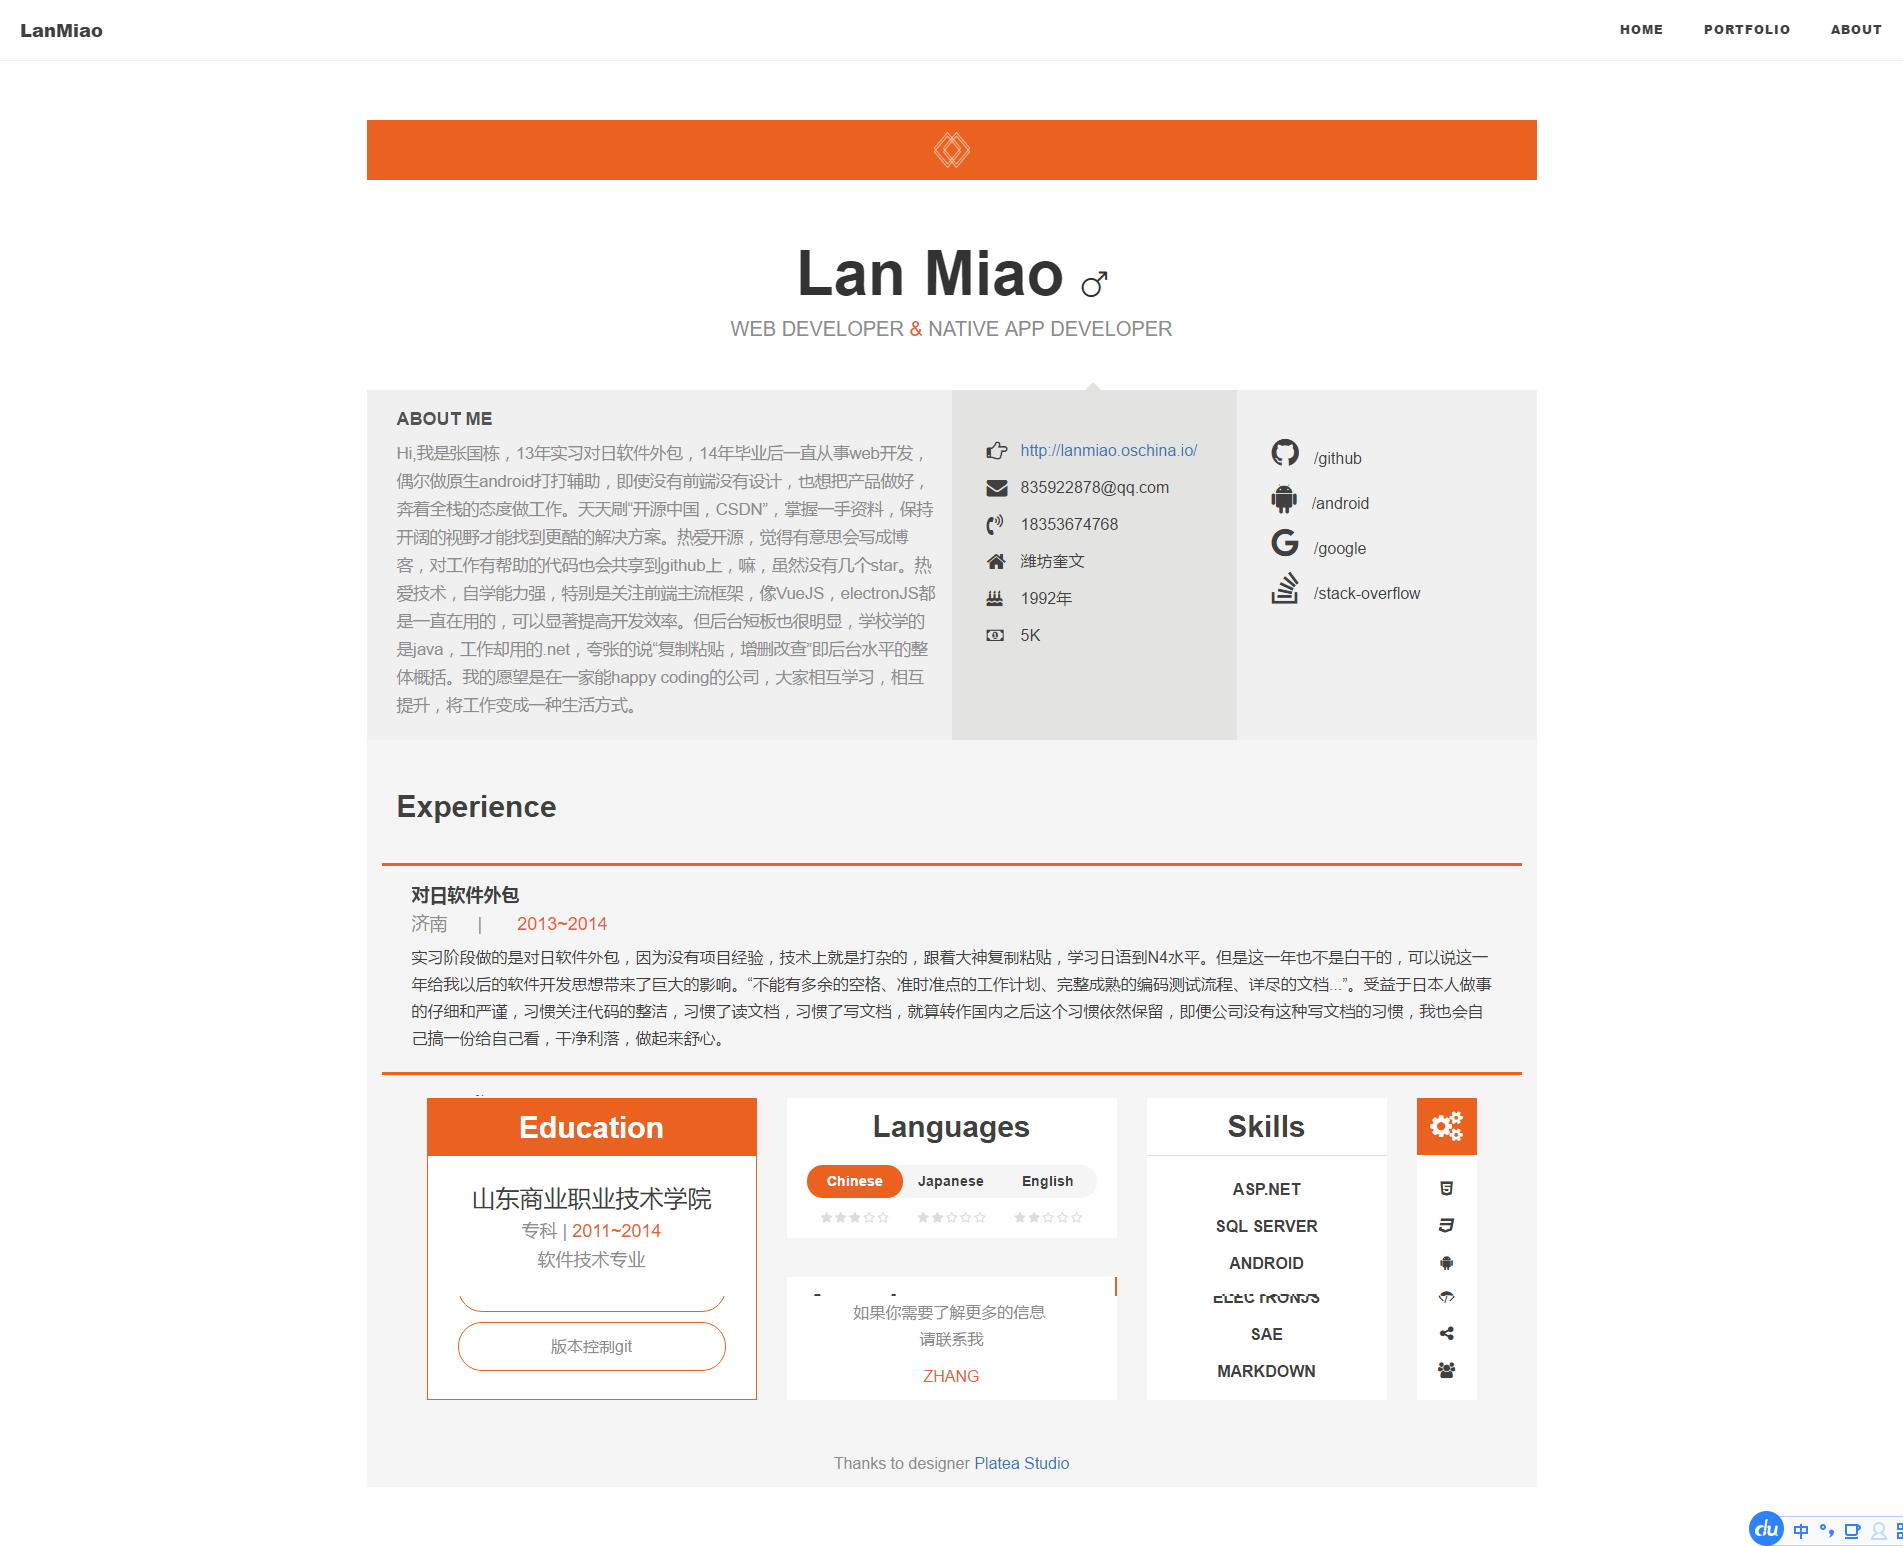 LanMiao
HOME
PORTFOLIO
ABOUT
Lan Miao
WEB DEVELOPER & NATIVE APP DEVELOPER
ABOUT ME
Hi,我是张国栋，13年实习对日软件外包，14年毕业后一直从事web开发，
偶尔做原生android打打辅助，即使没有前端没有设计，也想把产品做好，
奔着全栈的态度做工作。天天刷“开源中国，CSDN”，掌握一手资料，保持
开阔的视野才能找到更酷的解决方案。热爱开源，觉得有意思会写成博
客，对工作有帮助的代码也会共享到github上，嘛，虽然没有几个star。热
爱技术，自学能力强，特别是关注前端主流框架，像VueJS，electronJS都
是一直在用的，可以显著提高开发效率。但后台短板也很明显，学校学的
是java，工作却用的.net，夸张的说“复制粘贴，增删改查”即后台水平的整
体概括。我的愿望是在一家能happy coding的公司，大家相互学习，相互
提升，将工作变成一种生活方式。
http://lanmiao.oschina.io/
835922878@qq.com
18353674768
潍坊奎文
1992年
5K
/github
/android
/google
/stack-overflow
Experience
对日软件外包
济南 | 2013~2014
实习阶段做的是对日软件外包，因为没有项目经验，技术上就是打杂的，跟着大神复制粘贴，学习日语到N4水平。但是这一年也不是白干的，可以说这一
年给我以后的软件开发思想带来了巨大的影响。“不能有多余的空格、准时准点的工作计划、完整成熟的编码测试流程、详尽的文档...”。受益于日本人做事
的仔细和严谨，习惯关注代码的整洁，习惯了读文档，习惯了写文档，就算转作国内之后这个习惯依然保留，即便公司没有这种写文档的习惯，我也会自
己搞一份给自己看，干净利落，做起来舒心。
Education
山东商业职业技术学院
专科 | 2011~2014
软件技术专业
版本控制git
Languages
Chinese
Japanese
English
如果你需要了解更多的信息
请联系我
ZHANG
Skills
ASP.NET
SQL SERVER
ANDROID
ELECTRONJS
SAE
MARKDOWN
Thanks to designer Platea Studio
du
中